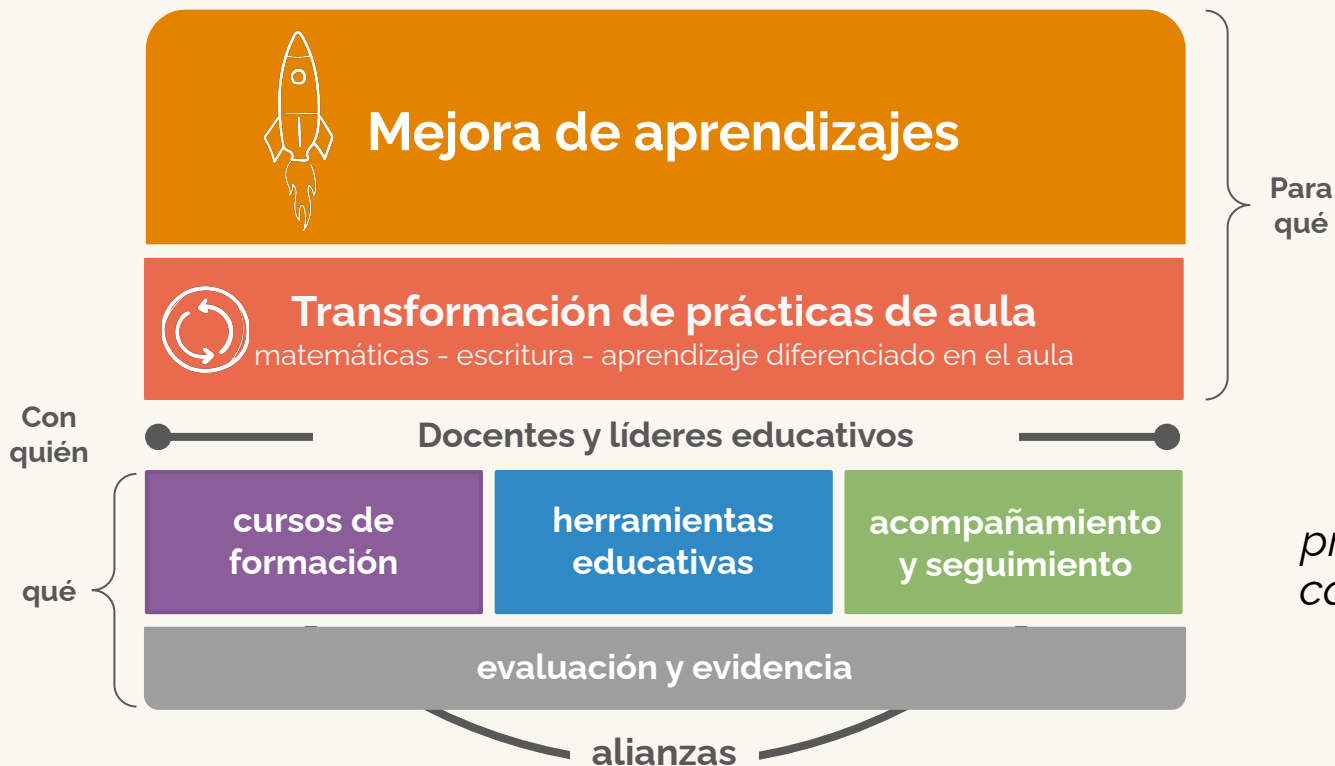 Mejora de aprendizajes
Para
qué
Transformación de prácticas de aula
matemáticas - escritura - aprendizaje diferenciado en el aula
Con
quién
Docentes y líderes educativos
cursos de
formación
herramientas
educativas
acompañamiento
y seguimiento
qué
evaluación y evidencia
alianzas